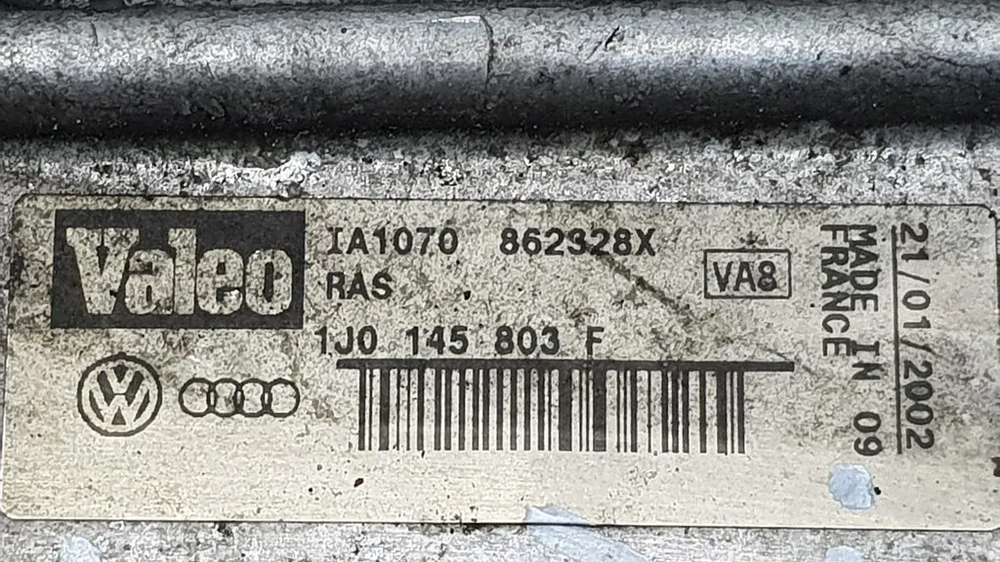 Valeo
IA1070 862328X
RAS
VA8
1J0 145 803 F
MADE IN 09
FRANCE
21/01/2002